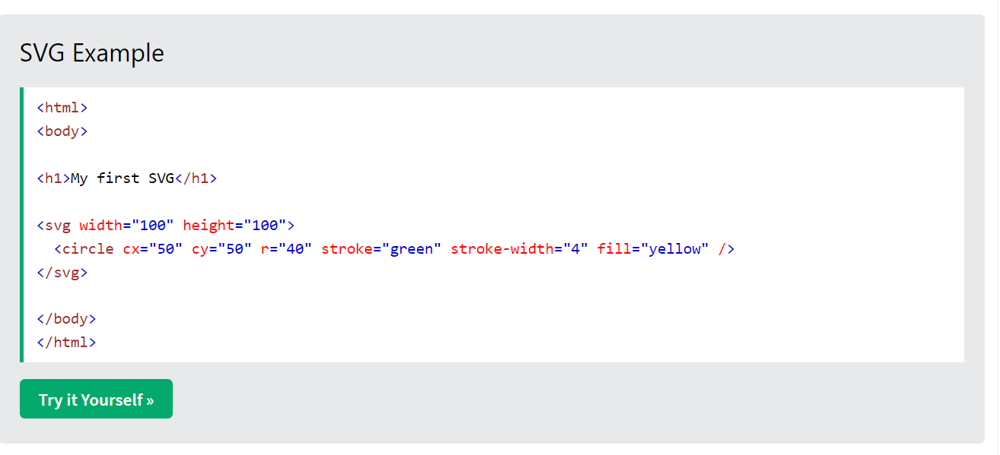 SVG Example
<html>
<body>
<h1>My first SVG</h1>
<svg width="100" height="100">
<circle cx="50" cy="50" r="40" stroke="green" stroke-width="4" fill="yellow" />
</svg>
</body>
</html>
Try it Yourself »